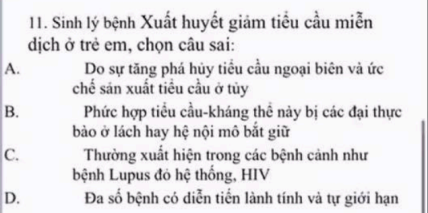 11. Sinh lý bệnh Xuất huyết giảm tiểu cầu miễn
dịch ở trẻ em, chọn câu sai:
A. Do sự tăng phá hủy tiểu cầu ngoại biên và ức
chế sản xuất tiểu cầu ở tủy
B. Phức hợp tiểu cầu-kháng thể này bị các đại thực
bào ở lách hay hệ nội mô bắt giữ
C. Thường xuất hiện trong các bệnh cảnh như
bệnh Lupus đỏ hệ thống, HIV
D. Đa số bệnh có diễn tiến lành tính và tự giới hạn